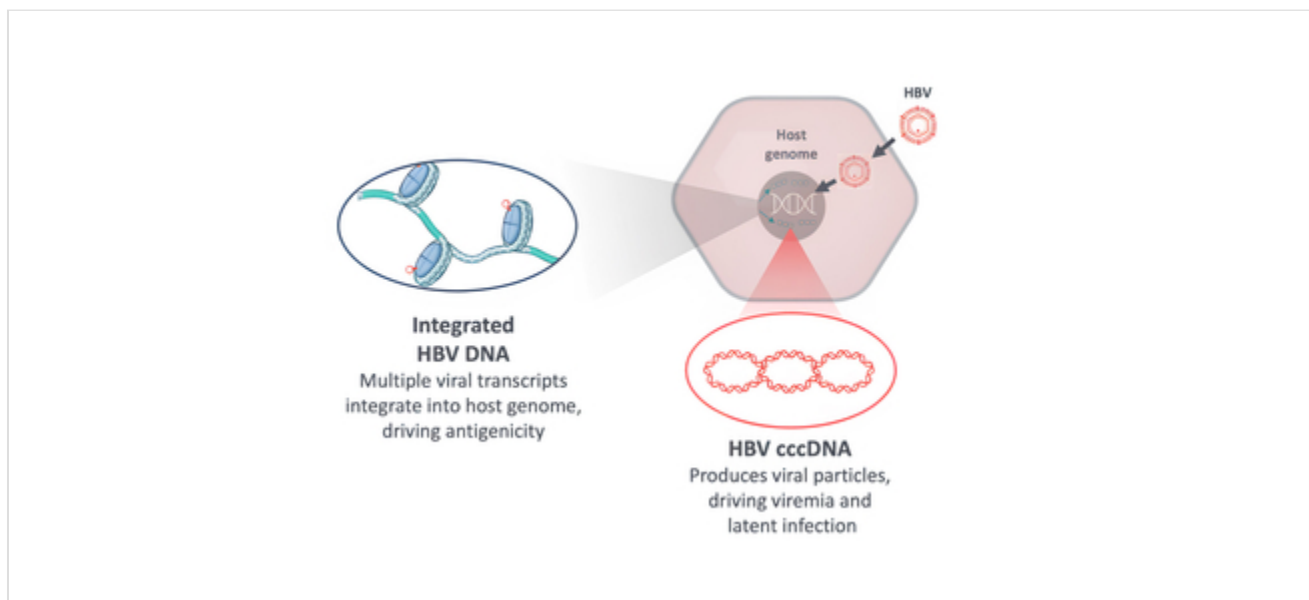 HBV
Host
genome
Integrated
HBV DNA
Multiple viral transcripts
integrate into host genome,
driving antigenicity
HBV cccDNA
Produces viral particles,
driving viremia and
latent infection